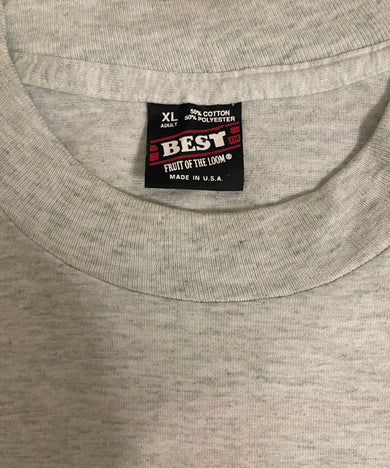 XL 50% COTTON
ADULT 50% POLYESTER
BEST
FRUIT OF THE LOOM®
MADE IN U.S.A.